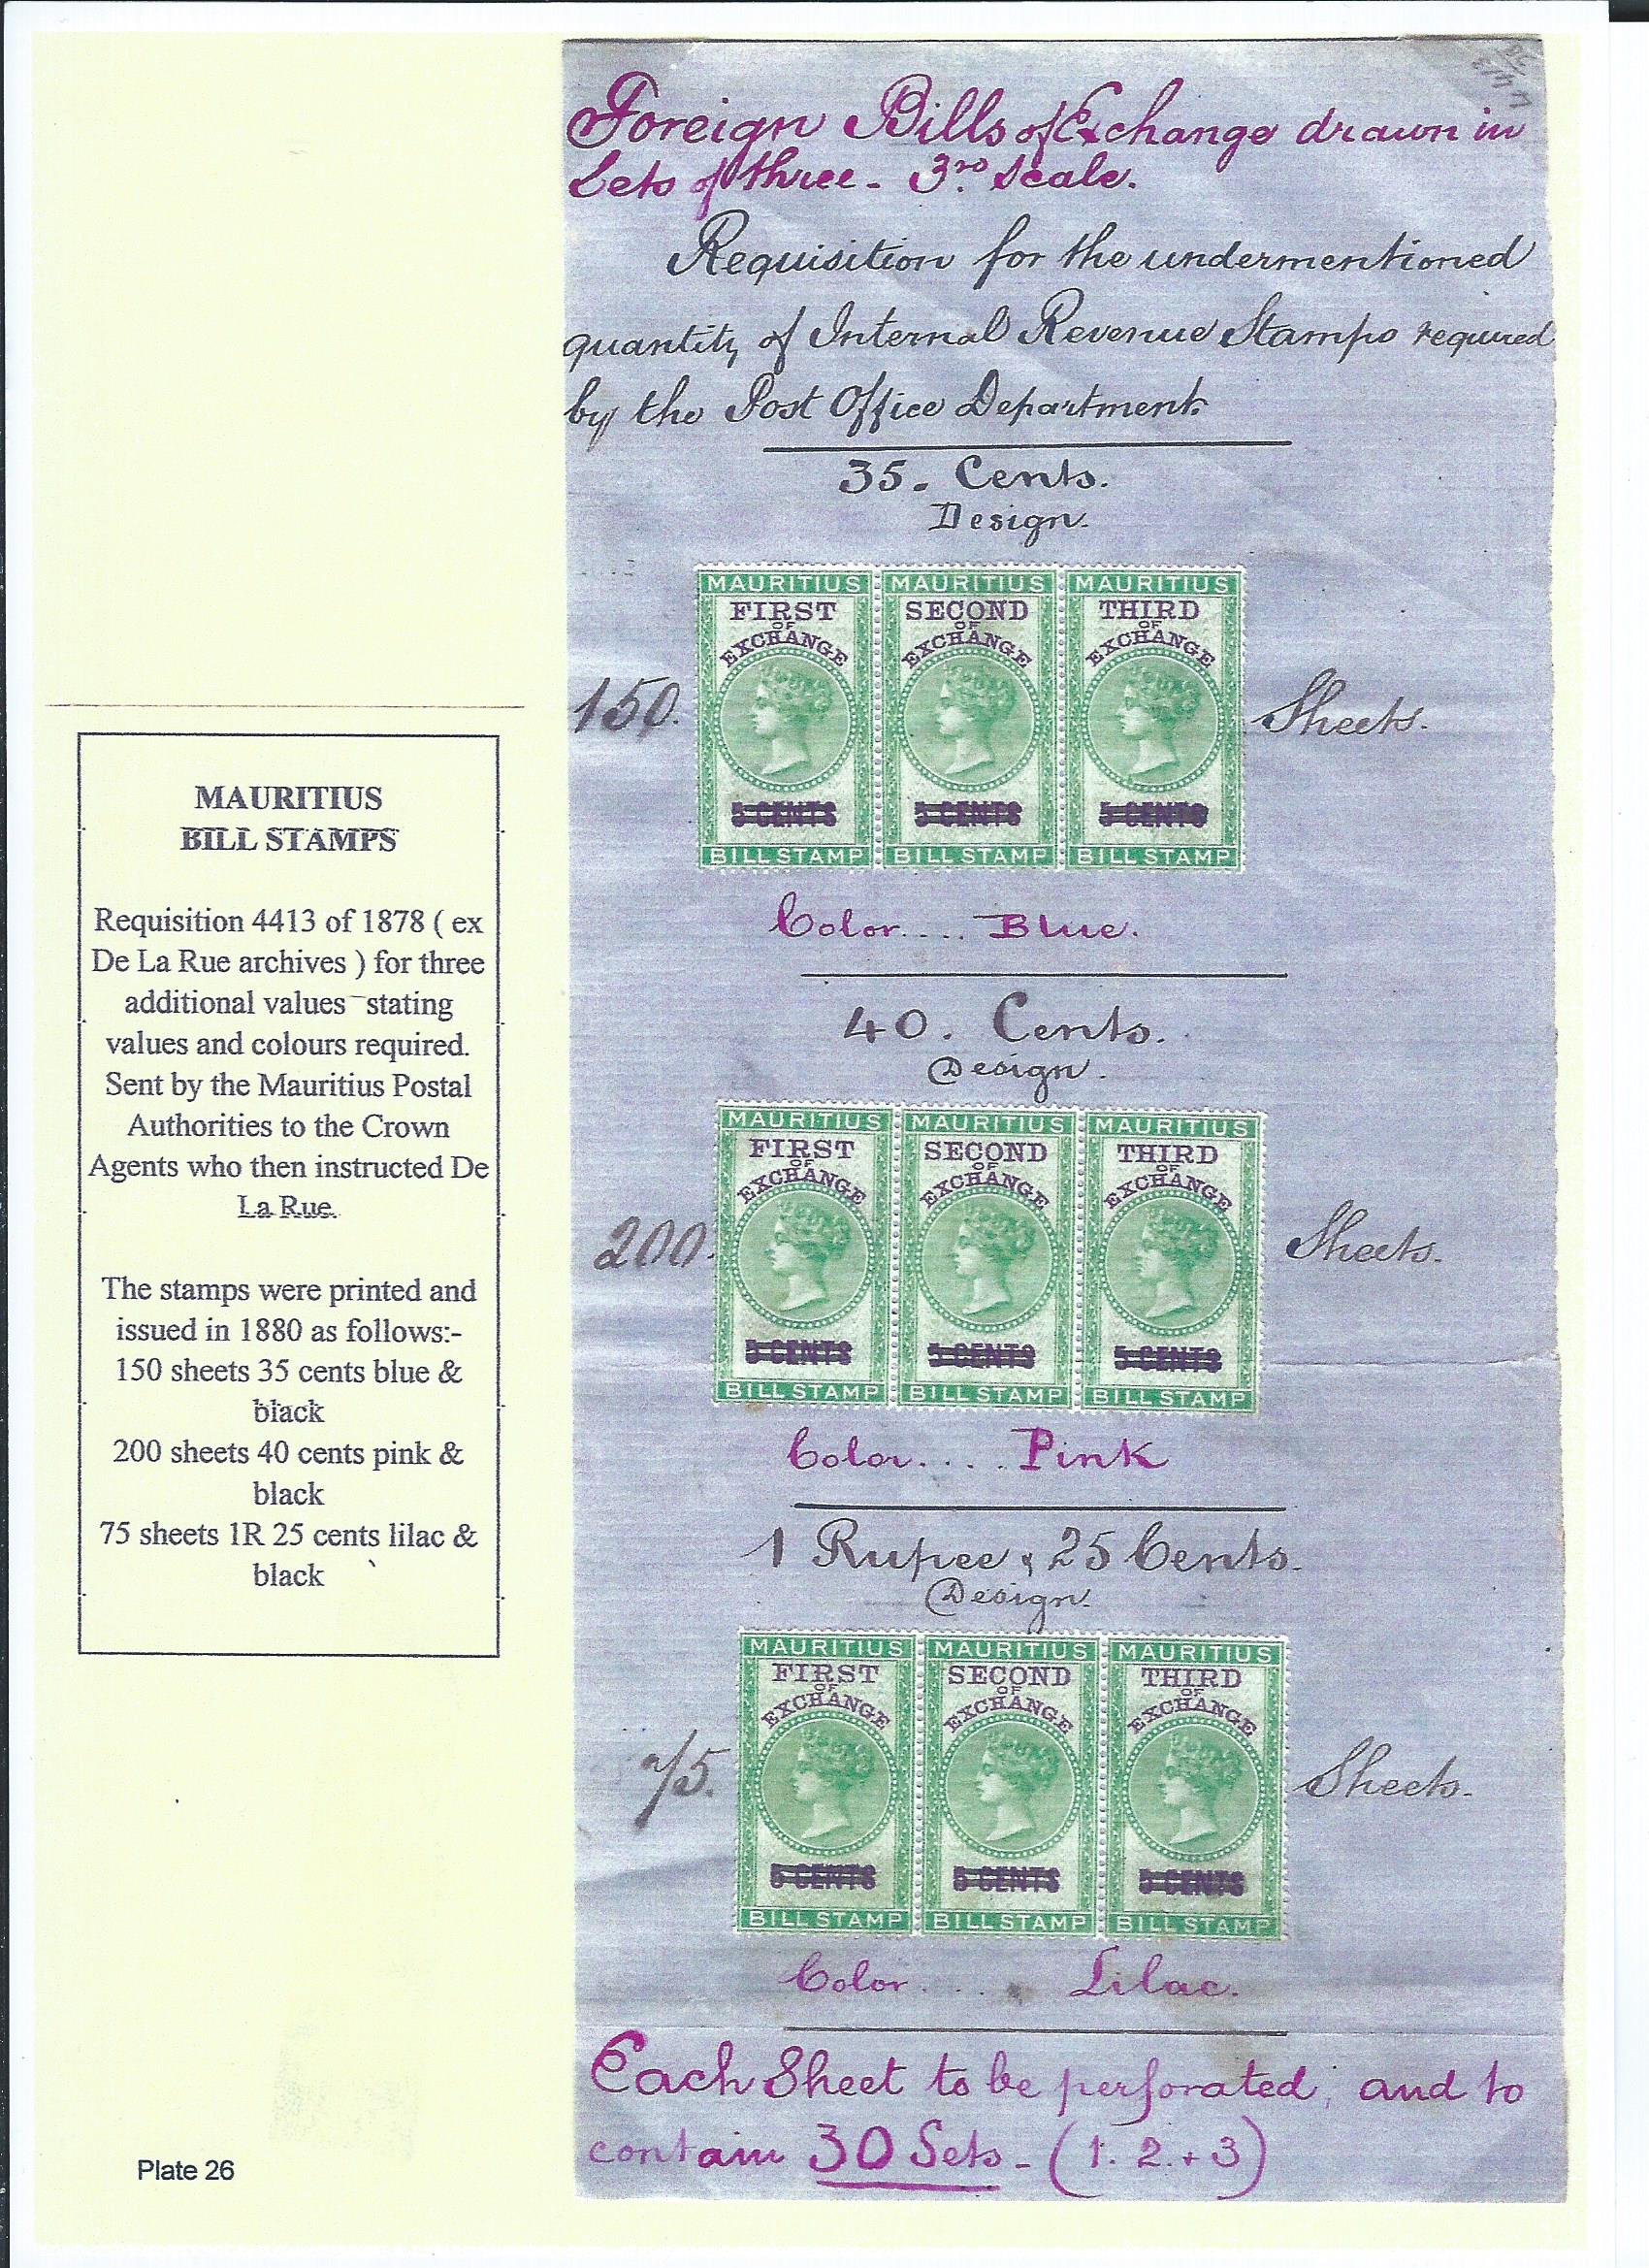 Foreign Bills of Exchange drawn in
Sets of three - 3rd Scale.
Requisition for the undermentioned
quantity of Internal Revenue Stamps required
by the Post Office Department
35. Cents.
Design.
MAURITIUS MAURITIUS MAURITIUS
FIRST SECOND THIRD
OF OF OF
EXCHANGE EXCHANGE EXCHANGE
150. Sheets.
5 CENTS 5 CENTS 5 CENTS
BILL STAMP BILL STAMP BILL STAMP
Color.... Blue.
40. Cents.
Design.
MAURITIUS MAURITIUS MAURITIUS
FIRST SECOND THIRD
OF OF OF
EXCHANGE EXCHANGE EXCHANGE
200. Sheets.
5 CENTS 5 CENTS 5 CENTS
BILL STAMP BILL STAMP BILL STAMP
Color.... Pink
1 Rupee & 25 Cents.
Design.
MAURITIUS MAURITIUS MAURITIUS
FIRST SECOND THIRD
OF OF OF
EXCHANGE EXCHANGE EXCHANGE
75. Sheets.
5 CENTS 5 CENTS 5 CENTS
BILL STAMP BILL STAMP BILL STAMP
Color.... Lilac.
Each Sheet to be perforated, and to
contain 30 Sets - (1. 2. + 3)
MAURITIUS
BILL STAMPS
Requisition 4413 of 1878 ( ex
De La Rue archives ) for three
additional values stating
values and colours required.
Sent by the Mauritius Postal
Authorities to the Crown
Agents who then instructed De
La Rue.
The stamps were printed and
issued in 1880 as follows:-
150 sheets 35 cents blue &
black
200 sheets 40 cents pink &
black
75 sheets 1R 25 cents lilac &
black
Plate 26